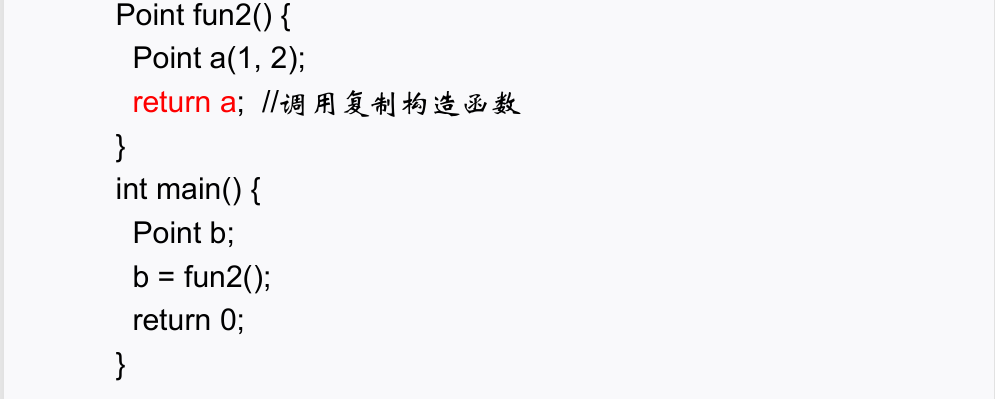 Point fun2() {
Point a(1, 2);
return a; //调用复制构造函数
}
int main() {
Point b;
b = fun2();
return 0;
}